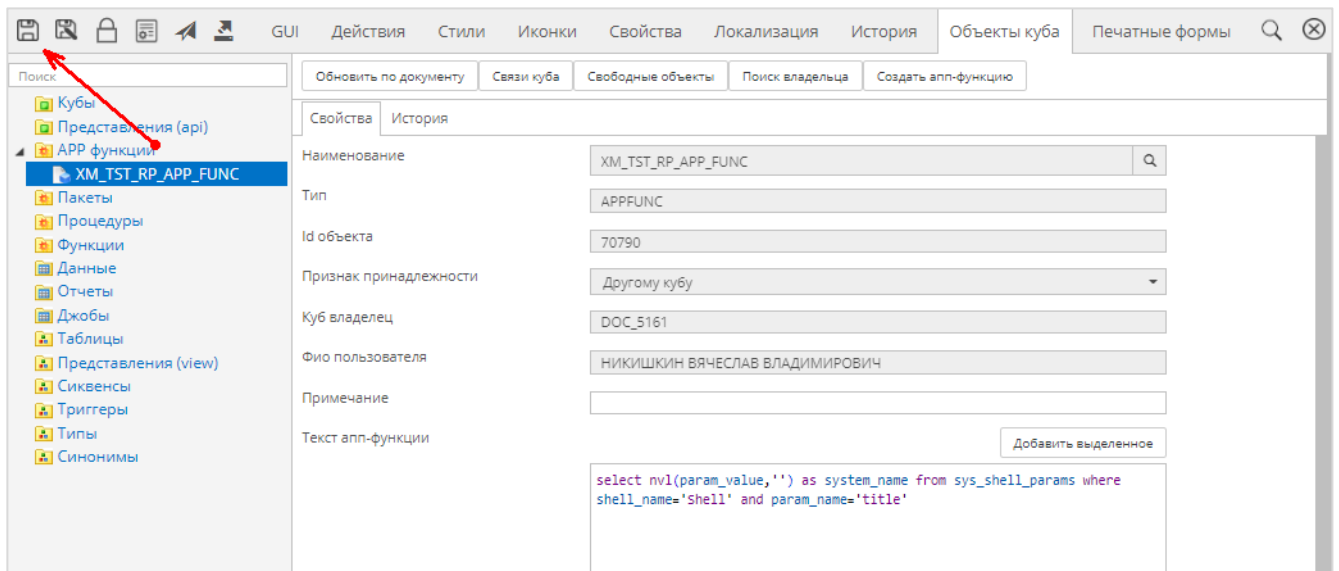 GUI Действия Стили Иконки Свойства Локализация История Объекты куба Печатные формы
Поиск
Кубы
Представления (api)
APP функции
XM_TST_RP_APP_FUNC
Пакеты
Процедуры
Функции
Данные
Отчеты
Джобы
Таблицы
Представления (view)
Сиквенсы
Триггеры
Типы
Синонимы
Обновить по документу Связи куба Свободные объекты Поиск владельца Создать апп-функцию
Свойства История
Наименование XM_TST_RP_APP_FUNC
Тип APPFUNC
Id объекта 70790
Признак принадлежности Другому кубу
Куб владелец DOC_5161
Фио пользователя НИКИШКИН ВЯЧЕСЛАВ ВЛАДИМИРОВИЧ
Примечание
Текст апп-функции Добавить выделенное
select nvl(param_value,'') as system_name from sys_shell_params where
shell_name='Shell' and param_name='title'